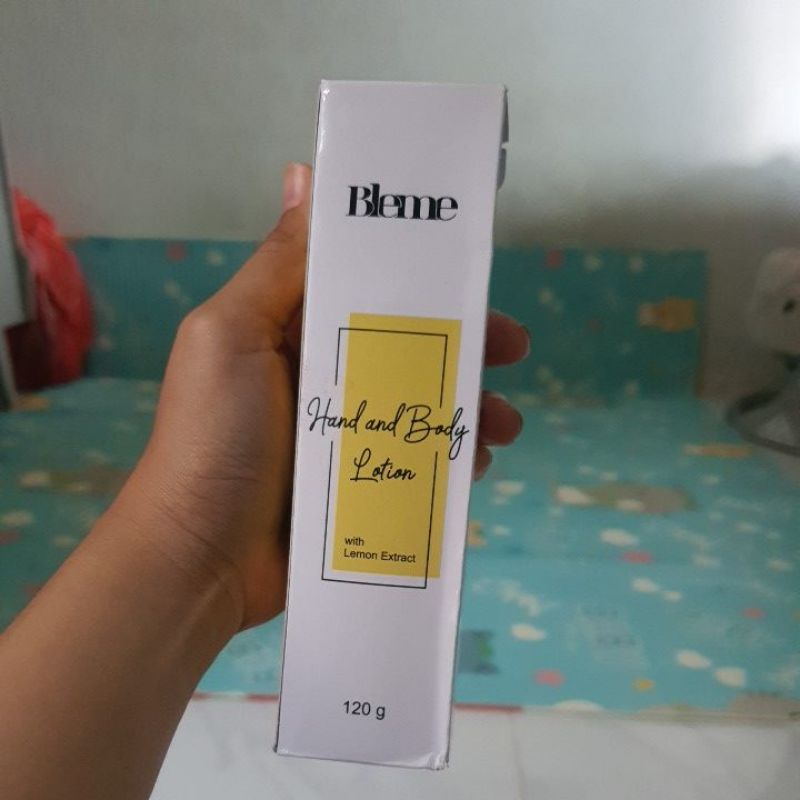 Bleme
Hand and Body
Lotion
with
Lemon Extract
120 g